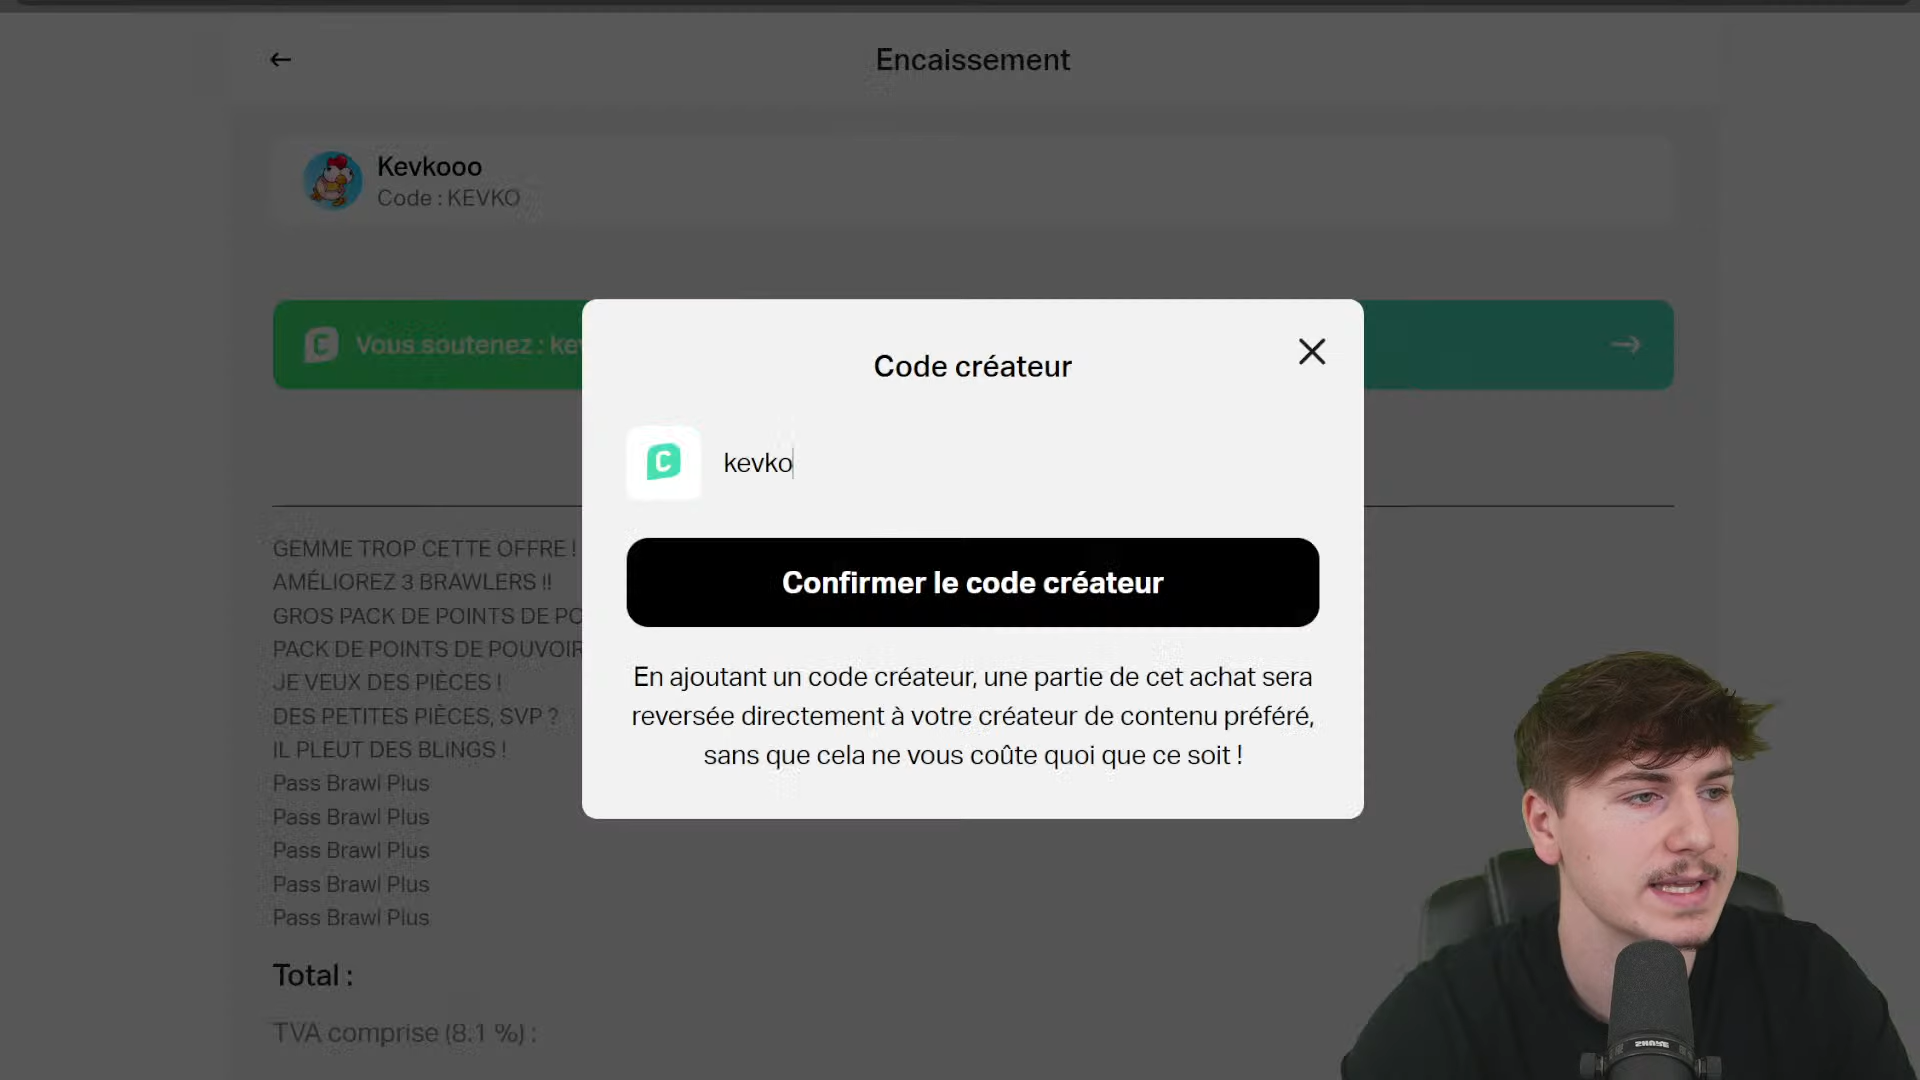 Encaissement
Kevkooo
Code : KEVKO
Vous soutenez : kev
Code créateur
C
kevko
Confirmer le code créateur
En ajoutant un code créateur, une partie de cet achat sera
reversée directement à votre créateur de contenu préféré,
sans que cela ne vous coûte quoi que ce soit !
GEMME TROP CETTE OFFRE !
AMÉLIOREZ 3 BRAWLERS !!
GROS PACK DE POINTS DE PO
PACK DE POINTS DE POUVOIR
JE VEUX DES PIÈCES !
DES PETITES PIÈCES, SVP ?
IL PLEUT DES BLINGS !
Pass Brawl Plus
Pass Brawl Plus
Pass Brawl Plus
Pass Brawl Plus
Pass Brawl Plus
Total :
TVA comprise (8.1 %) :